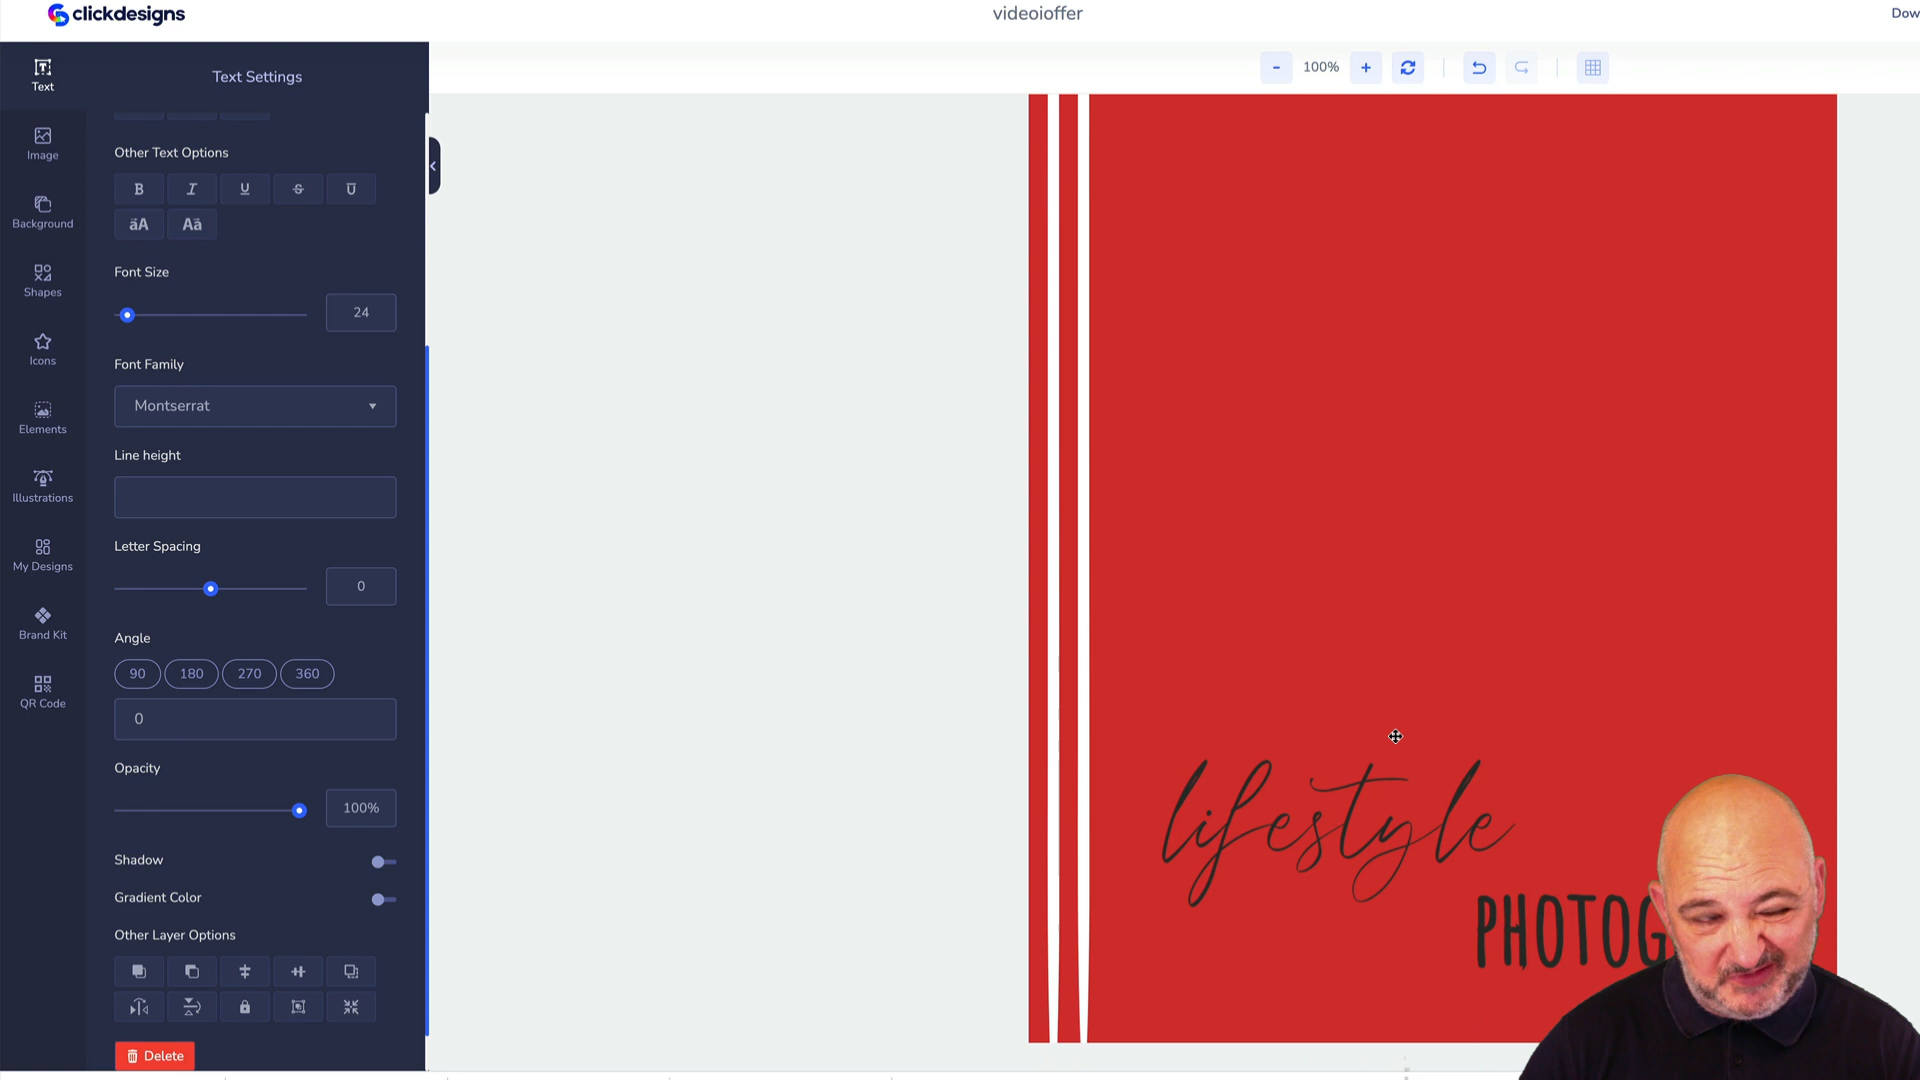 clickdesigns
videoioffer
Dow
Text
Text Settings
100%
Image
Background
Shapes
Icons
Elements
Illustrations
My Designs
Brand Kit
QR Code
Other Text Options
B I U S U
äA Aä
Font Size
24
Font Family
Montserrat
Line height
Letter Spacing
0
Angle
90 180 270 360
0
Opacity
100%
Shadow
Gradient Color
Other Layer Options
Delete
lifestyle
PHOTOG